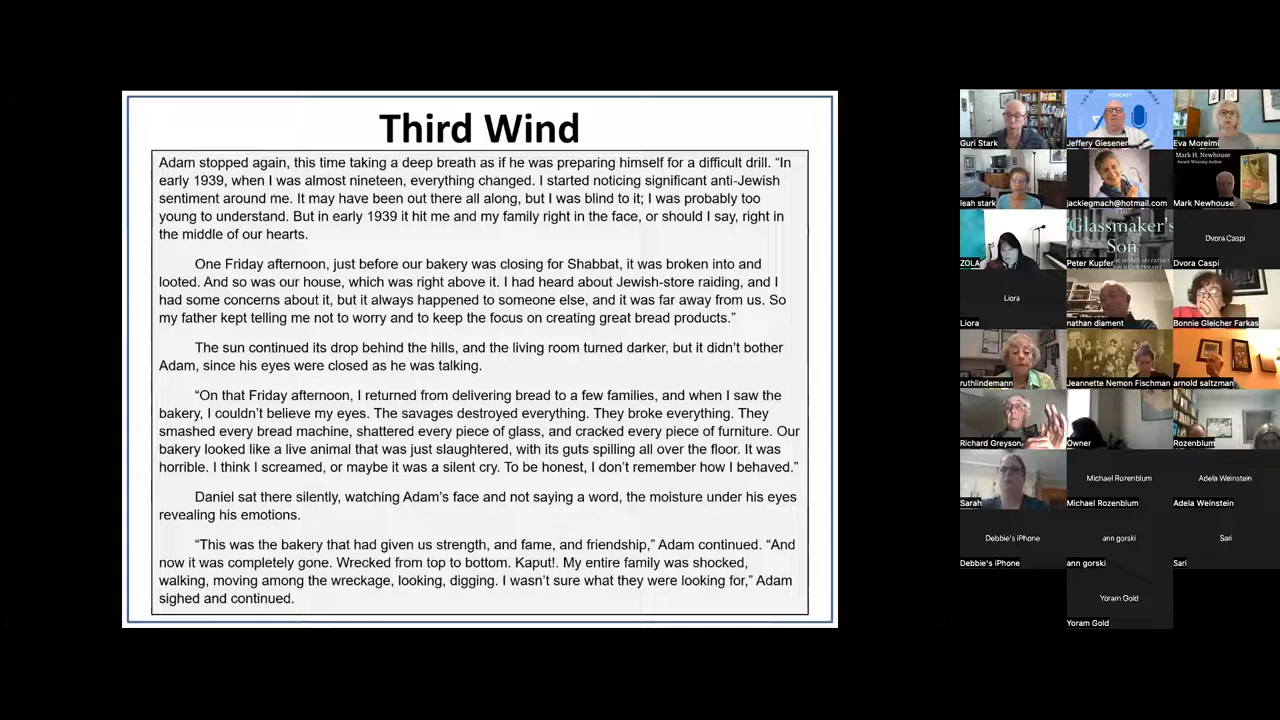 Third Wind
Adam stopped again, this time taking a deep breath as if he was preparing himself for a difficult drill. “In
early 1939, when I was almost nineteen, everything changed. I started noticing significant anti-Jewish
sentiment around me. It may have been out there all along, but I was blind to it; I was probably too
young to understand. But in early 1939 it hit me and my family right in the face, or should I say, right in
the middle of our hearts.
One Friday afternoon, just before our bakery was closing for Shabbat, it was broken into and
looted. And so was our house, which was right above it. I had heard about Jewish-store raiding, and I
had some concerns about it, but it always happened to someone else, and it was far away from us. So
my father kept telling me not to worry and to keep the focus on creating great bread products.”
The sun continued its drop behind the hills, and the living room turned darker, but it didn’t bother
Adam, since his eyes were closed as he was talking.
“On that Friday afternoon, I returned from delivering bread to a few families, and when I saw the
bakery, I couldn’t believe my eyes. The savages destroyed everything. They broke everything. They
smashed every bread machine, shattered every piece of glass, and cracked every piece of furniture. Our
bakery looked like a live animal that was just slaughtered, with its guts spilling all over the floor. It was
horrible. I think I screamed, or maybe it was a silent cry. To be honest, I don’t remember how I behaved.”
Daniel sat there silently, watching Adam’s face and not saying a word, the moisture under his eyes
revealing his emotions.
“This was the bakery that had given us strength, and fame, and friendship,” Adam continued. “And
now it was completely gone. Wrecked from top to bottom. Kaput!. My entire family was shocked,
walking, moving among the wreckage, looking, digging. I wasn’t sure what they were looking for,” Adam
sighed and continued.
PODCAST
Guri Stark
Jeffery Giesener
Eva Moreimi
Mark H. Newhouse
Award-Winning Author
leah stark
jackiegmach@hotmail.com
Mark Newhouse
Glassmaker's
Son
Dvora Caspi
ZOLA
Peter Kupfer
Dvora Caspi
Liora
Liora
nathan diament
Bonnie Gleicher Farkas
ruthlindemann
Jeannette Nemon Fischman
arnold saltzman
Richard Greyson
Owner
Rozenblum
Michael Rozenblum
Adela Weinstein
Sarah
Michael Rozenblum
Adela Weinstein
Debbie's iPhone
ann gorski
Sari
Debbie's iPhone
ann gorski
Sari
Yoram Gold
Yoram Gold